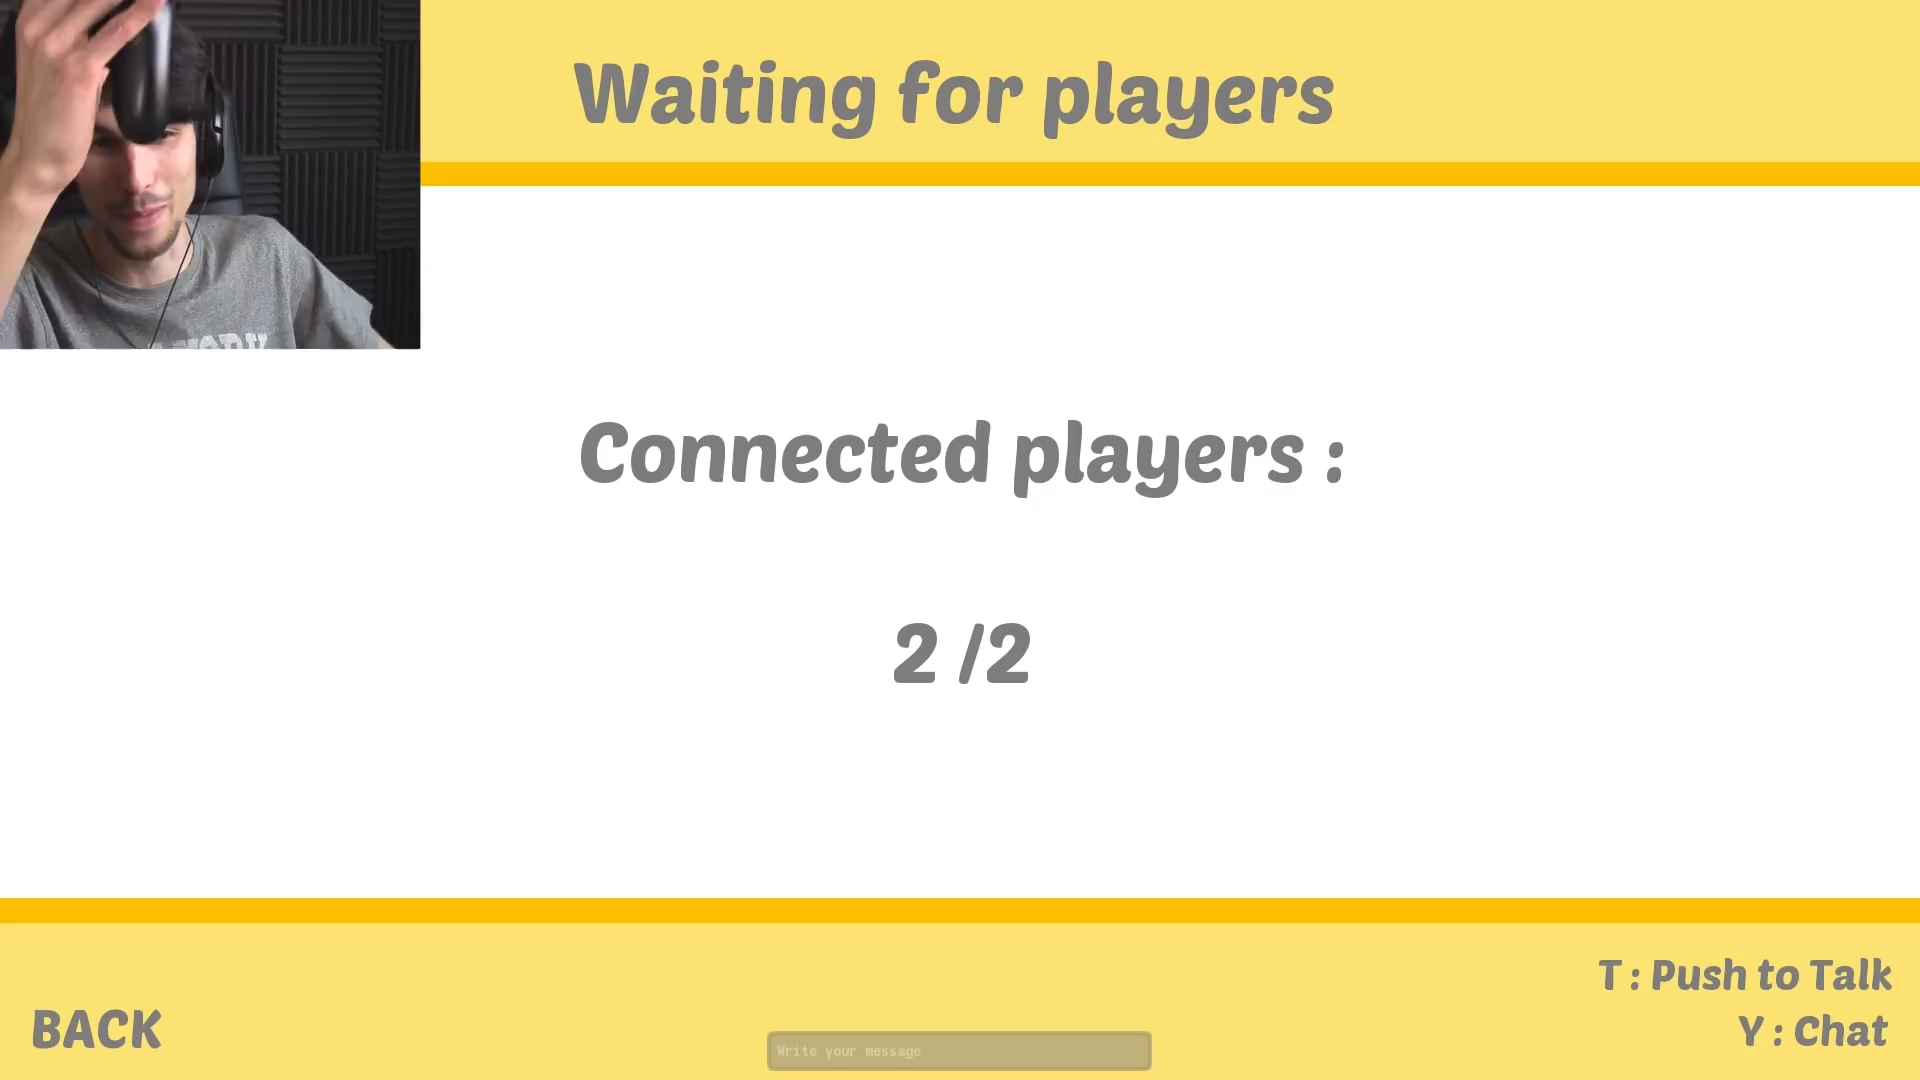 Waiting for players
Connected players :
2 /2
T : Push to Talk
Y : Chat
BACK
Write your message